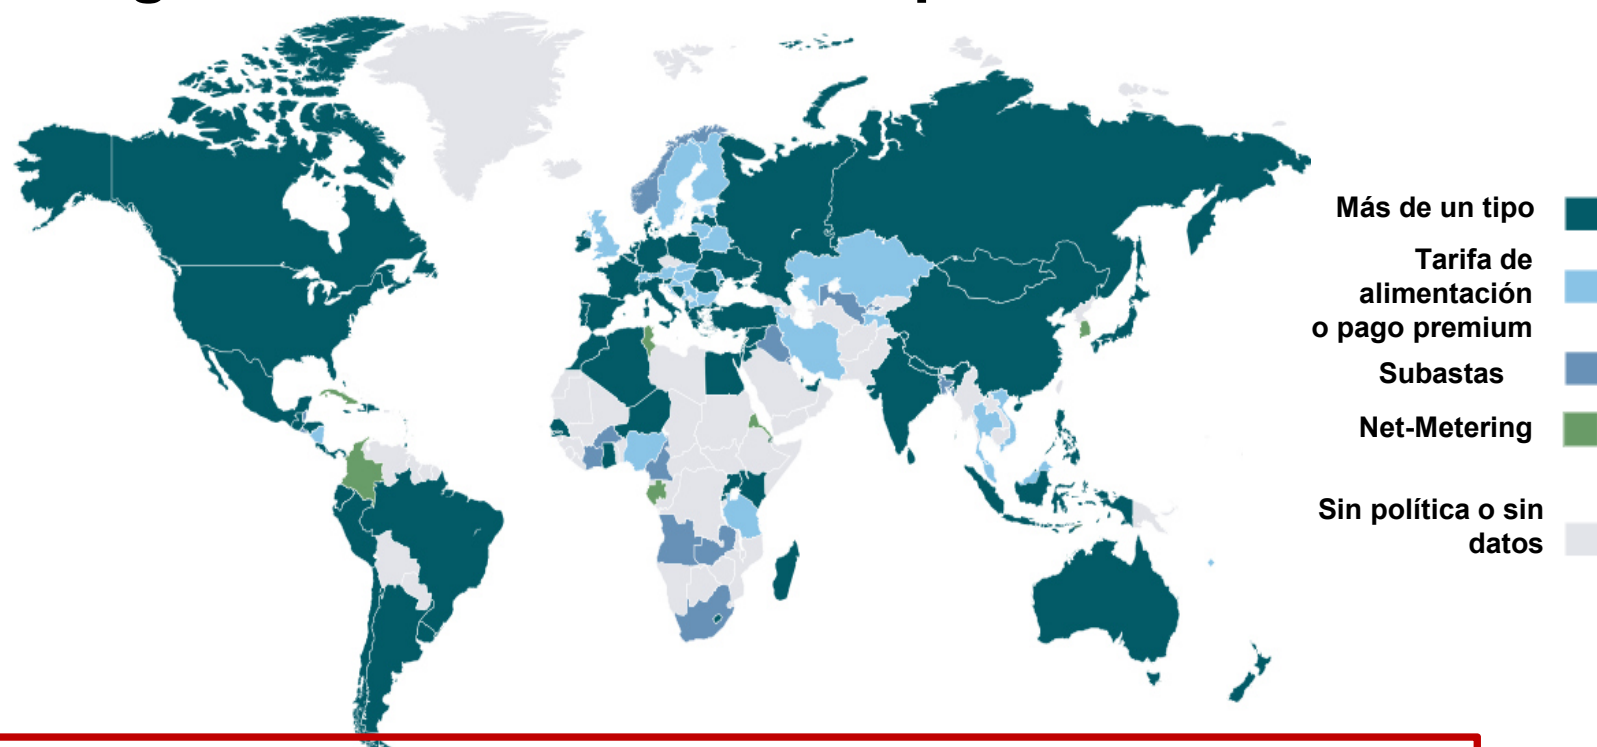 Más de un tipo
Tarifa de
alimentación
o pago premium
Subastas
Net-Metering
Sin política o sin
datos